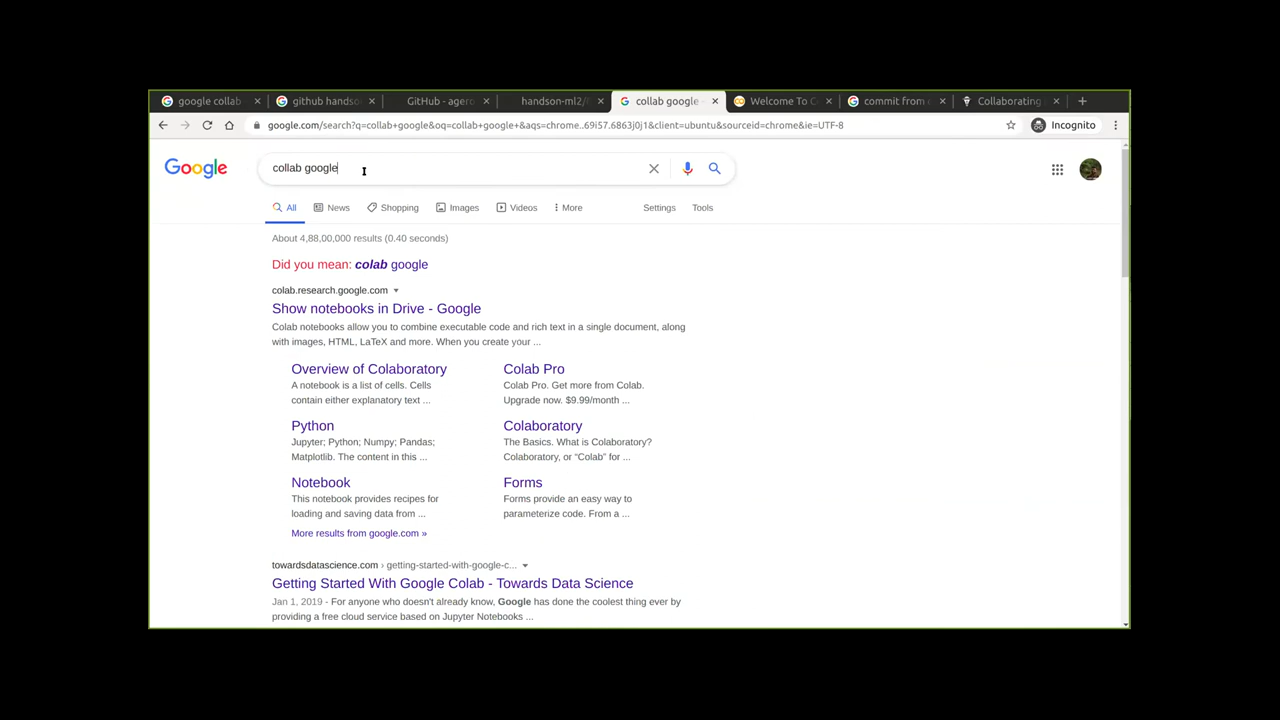 google collab
github handso
GitHub - agero
handson-ml2/
collab google
Welcome To C
commit from
Collaborating
google.com/search?q=collab+google&oq=collab+google+&aqs=chrome..69i57.6863j0j1&client=ubuntu&sourceid=chrome&ie=UTF-8
Incognito
Google
collab google
All
News
Shopping
Images
Videos
More
Settings
Tools
About 4,88,00,000 results (0.40 seconds)
Did you mean: colab google
colab.research.google.com
Show notebooks in Drive - Google
Colab notebooks allow you to combine executable code and rich text in a single document, along
with images, HTML, LaTeX and more. When you create your ...
Overview of Colaboratory
A notebook is a list of cells. Cells
contain either explanatory text ...
Colab Pro
Colab Pro. Get more from Colab.
Upgrade now. $9.99/month ...
Python
Jupyter; Python; Numpy; Pandas;
Matplotlib. The content in this ...
Colaboratory
The Basics. What is Colaboratory?
Colaboratory, or “Colab” for ...
Notebook
This notebook provides recipes for
loading and saving data from ...
Forms
Forms provide an easy way to
parameterize code. From a ...
More results from google.com »
towardsdatascience.com › getting-started-with-google-c...
Getting Started With Google Colab - Towards Data Science
Jan 1, 2019 - For anyone who doesn't already know, Google has done the coolest thing ever by
providing a free cloud service based on Jupyter Notebooks ...